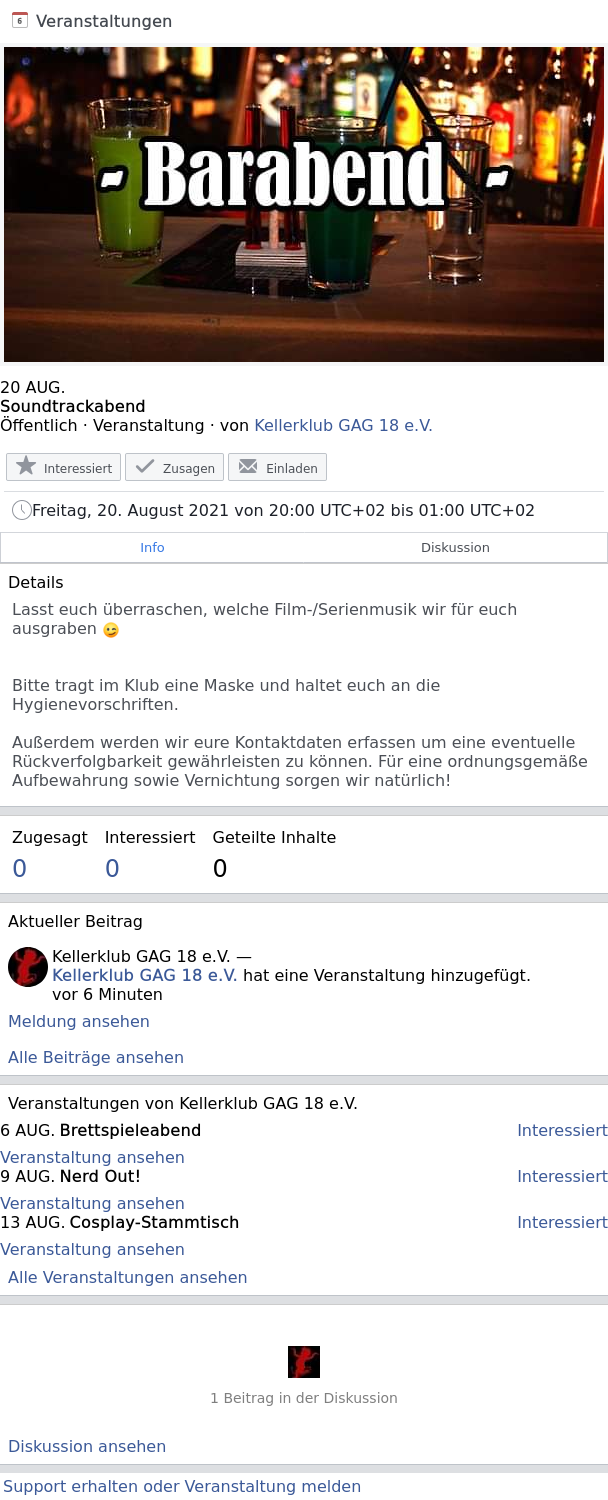 6 Veranstaltungen
- Barabend -
20 AUG.
Soundtrackabend
Öffentlich · Veranstaltung · von Kellerklub GAG 18 e.V.
Interessiert Zusagen Einladen
Freitag, 20. August 2021 von 20:00 UTC+02 bis 01:00 UTC+02
Info Diskussion
Details
Lasst euch überraschen, welche Film-/Serienmusik wir für euch
ausgraben 😉
Bitte tragt im Klub eine Maske und haltet euch an die
Hygienevorschriften.
Außerdem werden wir eure Kontaktdaten erfassen um eine eventuelle
Rückverfolgbarkeit gewährleisten zu können. Für eine ordnungsgemäße
Aufbewahrung sowie Vernichtung sorgen wir natürlich!
Zugesagt Interessiert Geteilte Inhalte
0 0 0
Aktueller Beitrag
Kellerklub GAG 18 e.V. —
Kellerklub GAG 18 e.V. hat eine Veranstaltung hinzugefügt.
vor 6 Minuten
Meldung ansehen
Alle Beiträge ansehen
Veranstaltungen von Kellerklub GAG 18 e.V.
6 AUG. Brettspieleabend Interessiert
Veranstaltung ansehen
9 AUG. Nerd Out! Interessiert
Veranstaltung ansehen
13 AUG. Cosplay-Stammtisch Interessiert
Veranstaltung ansehen
Alle Veranstaltungen ansehen
1 Beitrag in der Diskussion
Diskussion ansehen
Support erhalten oder Veranstaltung melden